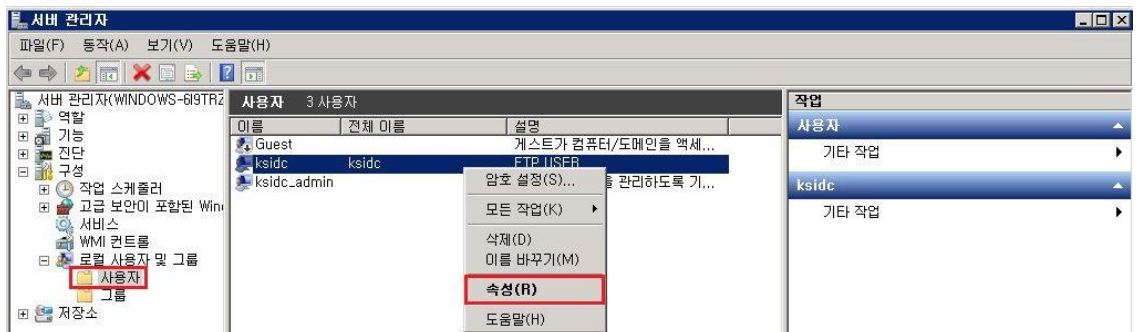 서버 관리자
파일(F) 동작(A) 보기(V) 도움말(H)
서버 관리자(WINDOWS-6I9TRZ
역할
기능
진단
구성
작업 스케줄러
고급 보안이 포함된 Win
서비스
WMI 컨트롤
로컬 사용자 및 그룹
사용자
그룹
저장소
사용자 3 사용자
이름 전체 이름 설명
Guest 게스트가 컴퓨터/도메인을 액세...
ksidc ksidc FTP USER
ksidc_admin 관리하도록 기...
암호 설정(S)...
모든 작업(K)
삭제(D)
이름 바꾸기(M)
속성(R)
도움말(H)
작업
사용자
기타 작업
ksidc
기타 작업